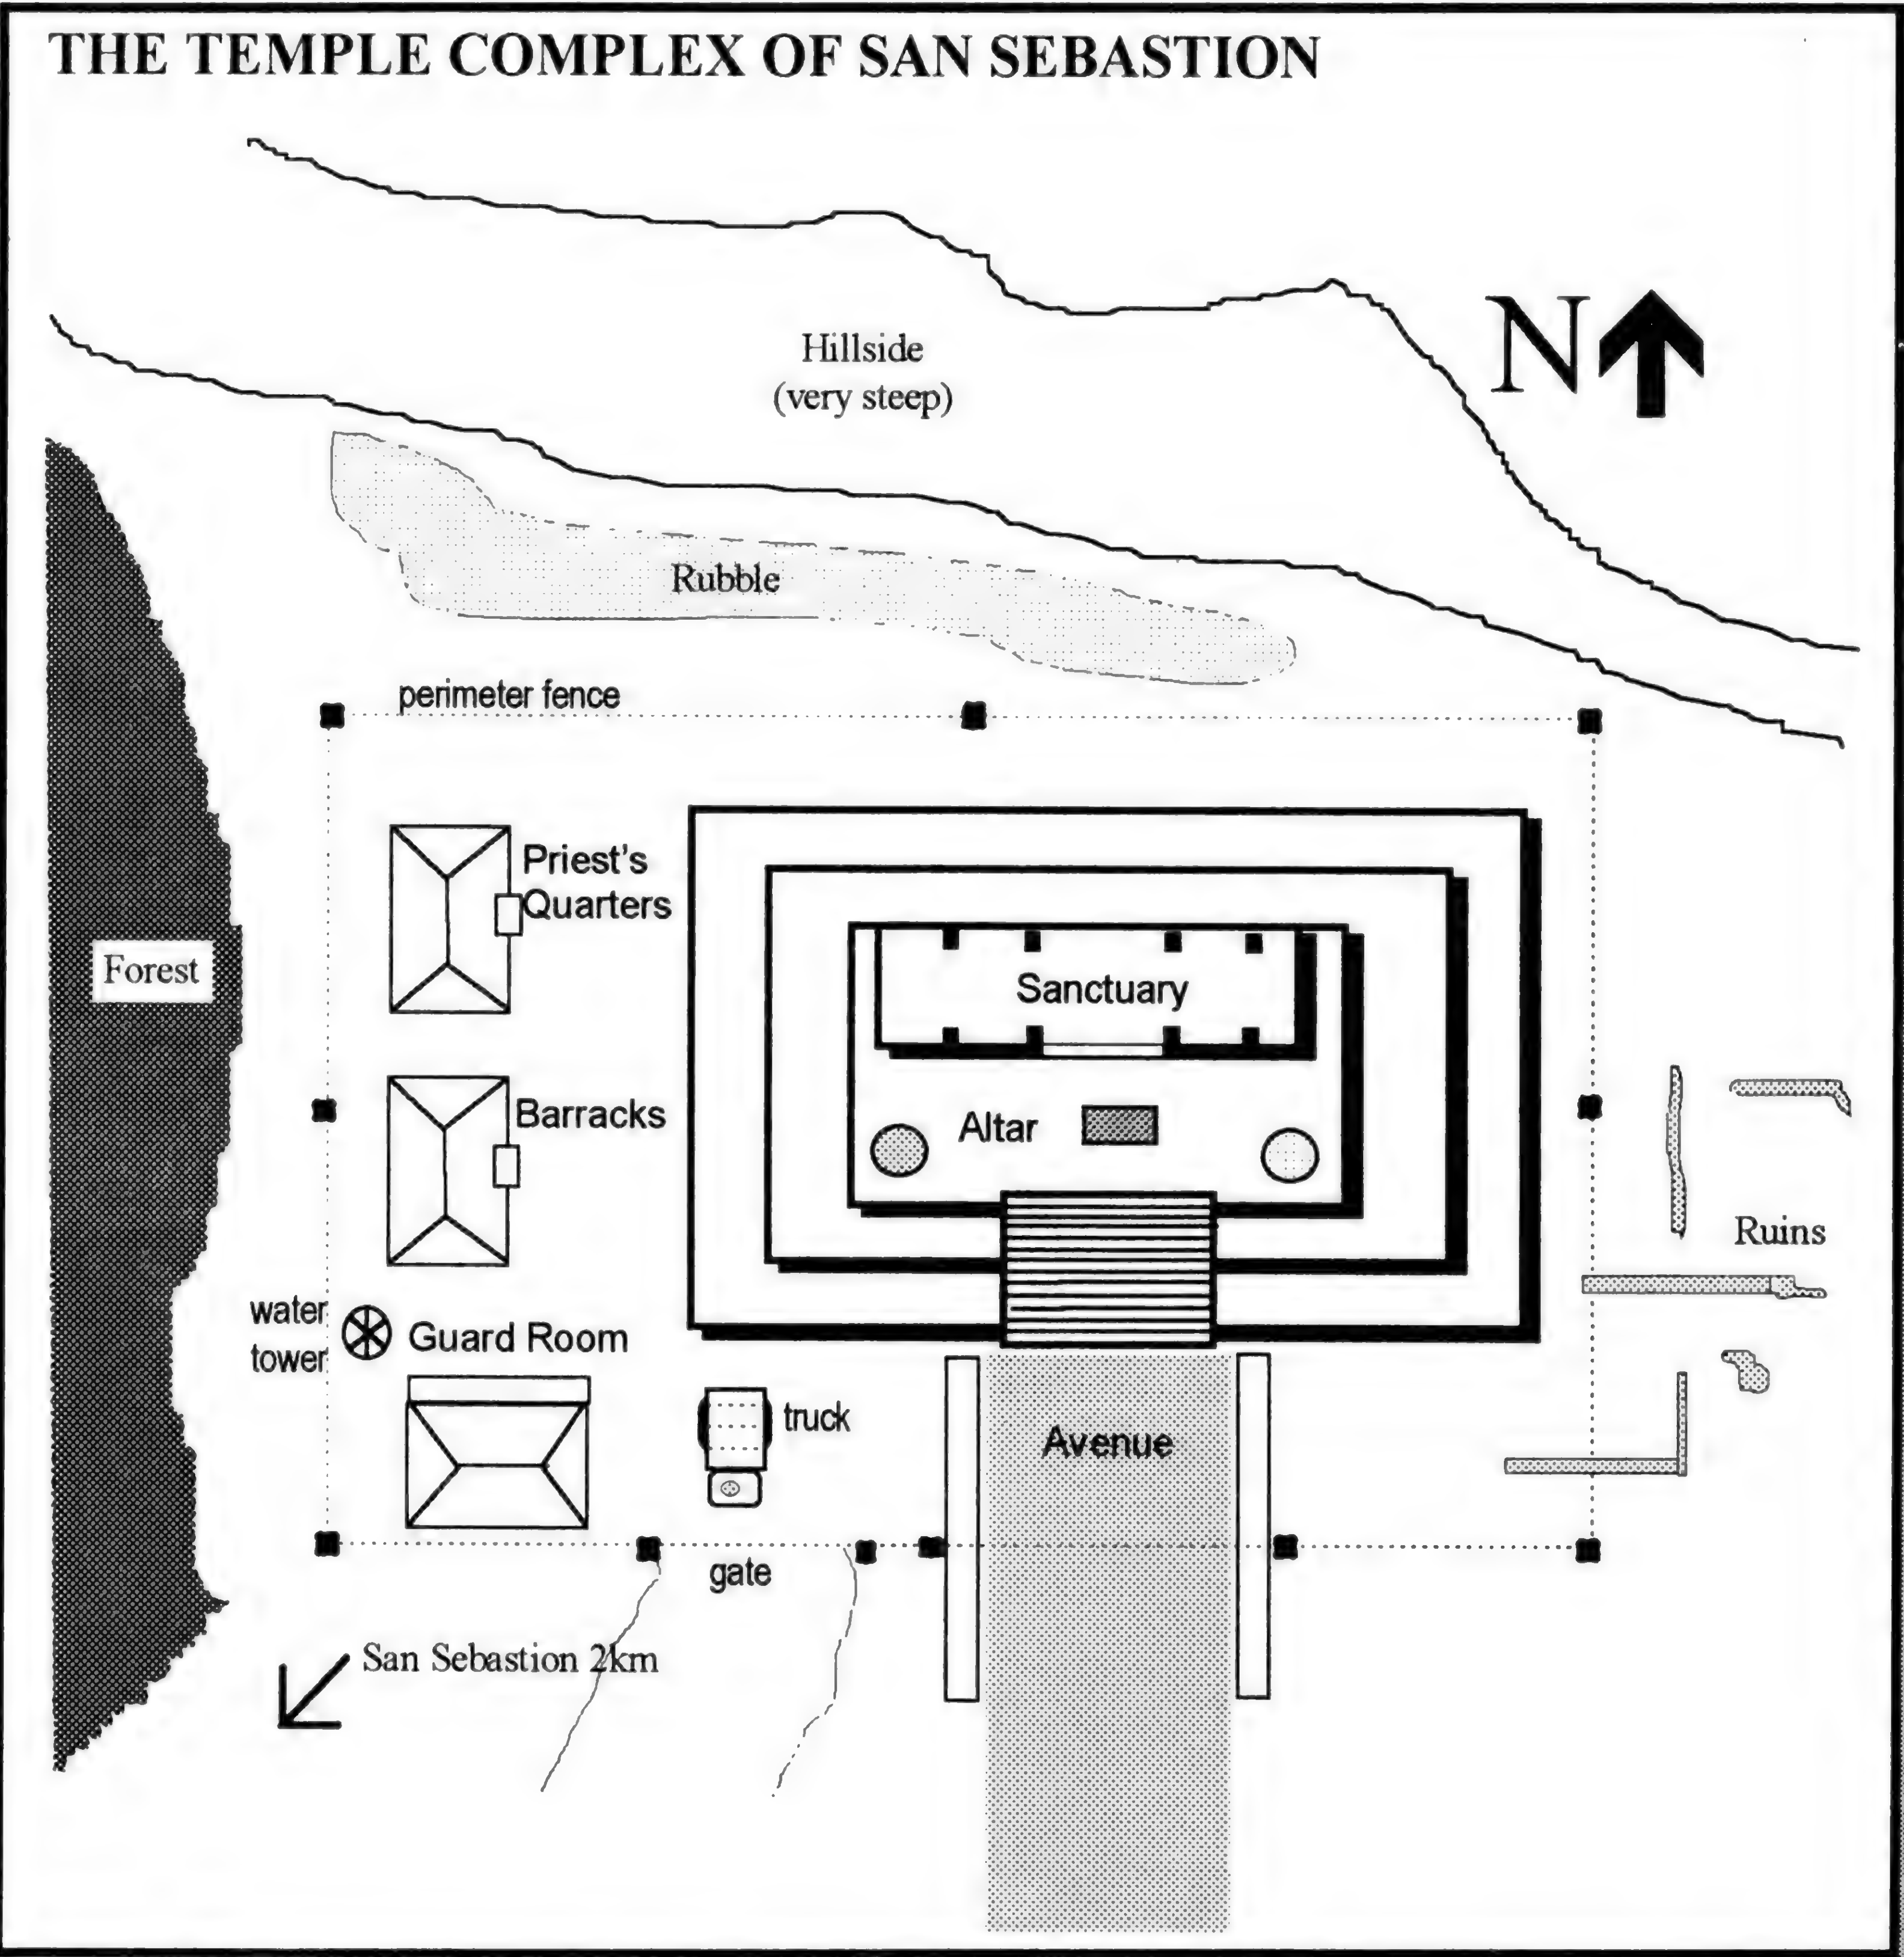 THE TEMPLE COMPLEX OF SAN SEBASTION
Hillside
(very steep)
N
Rubble
perimeter fence
Priest's
Quarters
Forest
Sanctuary
Barracks
Altar
Ruins
water
tower
Guard Room
truck
Avenue
gate
San Sebastion 2km